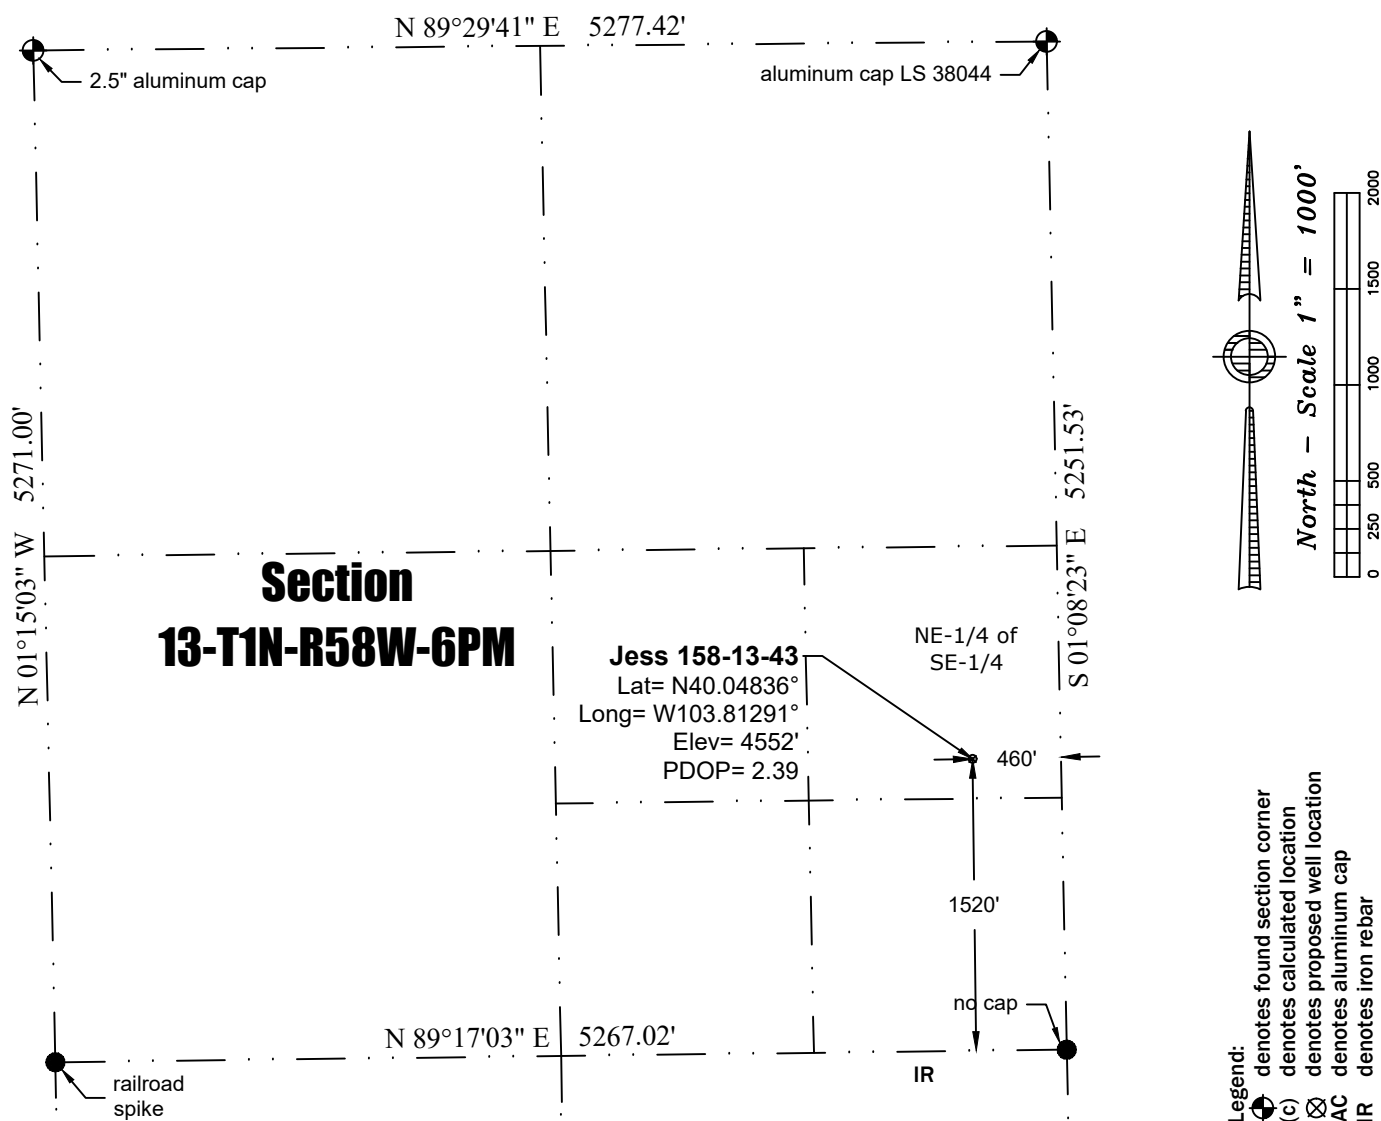 N 89°29'41" E 5277.42'
2.5" aluminum cap
aluminum cap LS 38044
N 01°15'03" W 5271.00'
S 01°08'23" E 5251.53'
Section
13-T1N-R58W-6PM
Jess 158-13-43
Lat= N40.04836°
Long= W103.81291°
Elev= 4552'
PDOP= 2.39
NE-1/4 of
SE-1/4
460'
1520'
no cap
N 89°17'03" E 5267.02'
railroad
spike
IR
North - Scale 1" = 1000'
0 250 500 1000 1500 2000
Legend:
denotes found section corner
(c) denotes calculated location
denotes proposed well location
AC denotes aluminum cap
IR denotes iron rebar